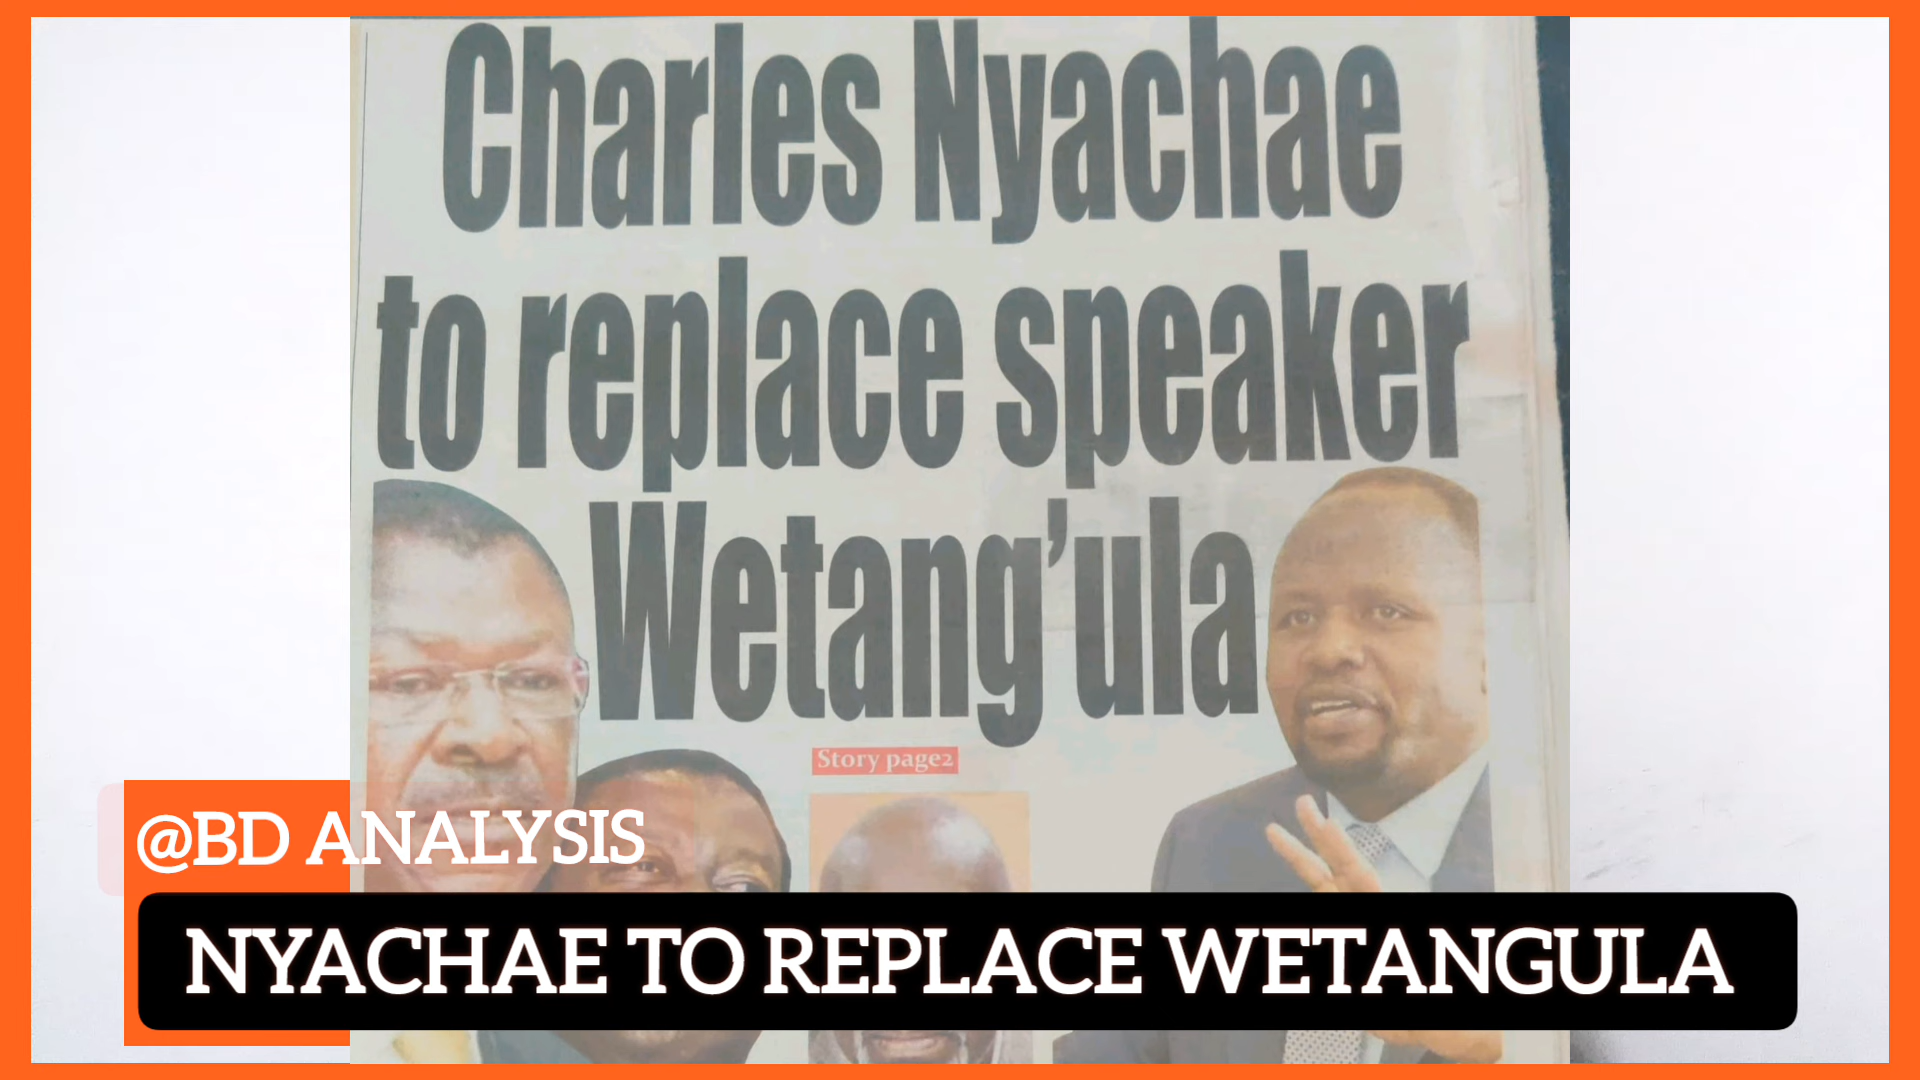 Charles Nyachae
to replace speaker
Wetang'ula
Story page2
@BD ANALYSIS
NYACHAE TO REPLACE WETANGULA